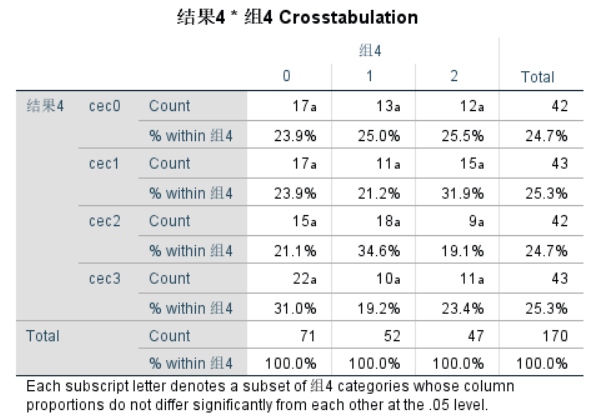 结果4 * 组4 Crosstabulation
组4
0 1 2 Total
结果4 cec0 Count 17a 13a 12a 42
% within 组4 23.9% 25.0% 25.5% 24.7%
cec1 Count 17a 11a 15a 43
% within 组4 23.9% 21.2% 31.9% 25.3%
cec2 Count 15a 18a 9a 42
% within 组4 21.1% 34.6% 19.1% 24.7%
cec3 Count 22a 10a 11a 43
% within 组4 31.0% 19.2% 23.4% 25.3%
Total Count 71 52 47 170
% within 组4 100.0% 100.0% 100.0% 100.0%
Each subscript letter denotes a subset of 组4 categories whose column
proportions do not differ significantly from each other at the .05 level.